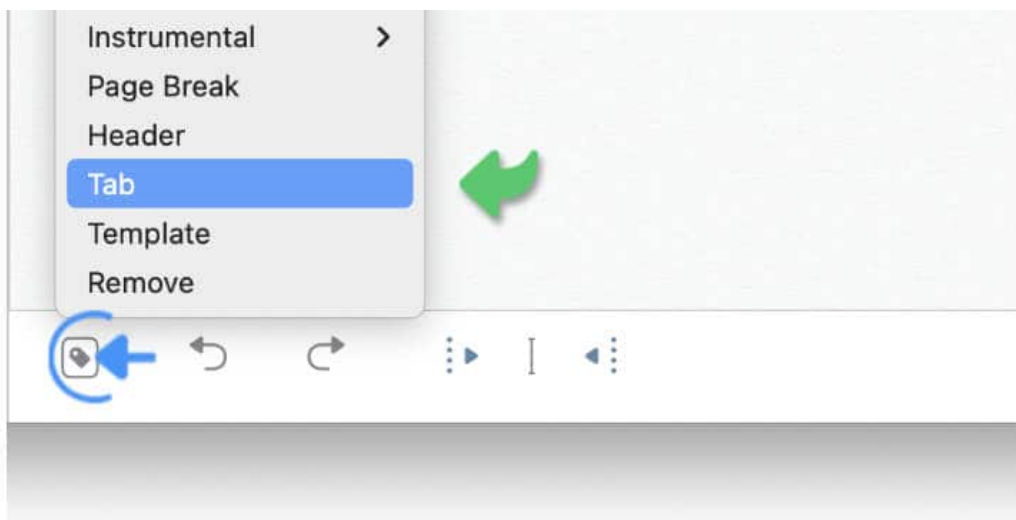 Instrumental
Page Break
Header
Tab
Template
Remove